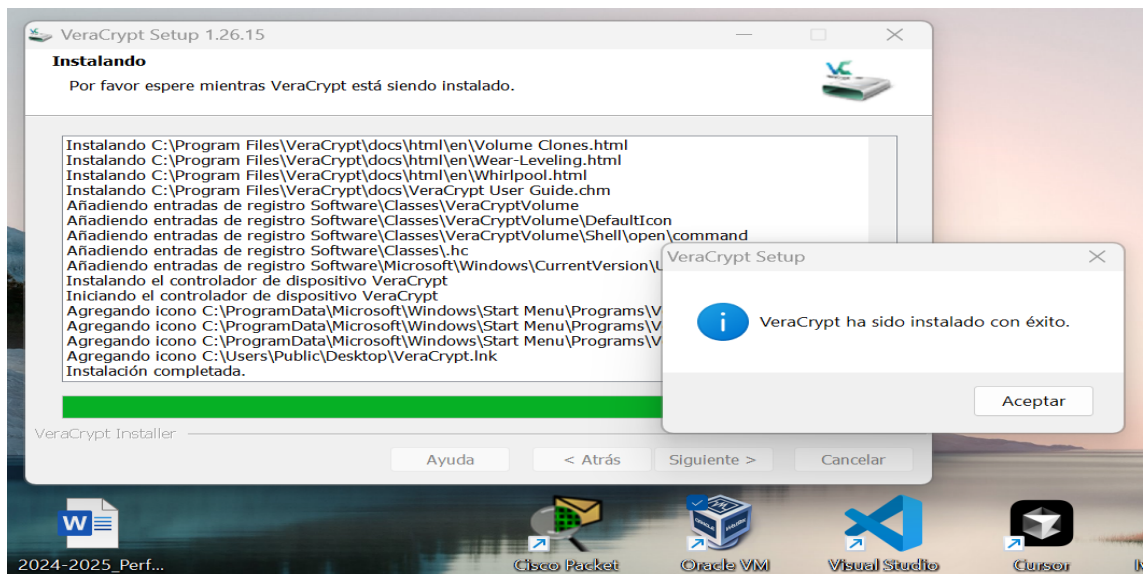 VeraCrypt Setup 1.26.15
Instalando
Por favor espere mientras VeraCrypt está siendo instalado.
Instalando C:\Program Files\VeraCrypt\docs\html\en\Volume Clones.html
Instalando C:\Program Files\VeraCrypt\docs\html\en\Wear-Leveling.html
Instalando C:\Program Files\VeraCrypt\docs\html\en\Whirlpool.html
Instalando C:\Program Files\VeraCrypt\docs\VeraCrypt User Guide.chm
Añadiendo entradas de registro Software\Classes\VeraCryptVolume
Añadiendo entradas de registro Software\Classes\VeraCryptVolume\DefaultIcon
Añadiendo entradas de registro Software\Classes\VeraCryptVolume\Shell\open\command
Añadiendo entradas de registro Software\Classes\.hc
Añadiendo entradas de registro Software\Microsoft\Windows\CurrentVersion\U
Instalando el controlador de dispositivo VeraCrypt
Iniciando el controlador de dispositivo VeraCrypt
Agregando icono C:\ProgramData\Microsoft\Windows\Start Menu\Programs\V
Agregando icono C:\ProgramData\Microsoft\Windows\Start Menu\Programs\V
Agregando icono C:\ProgramData\Microsoft\Windows\Start Menu\Programs\V
Agregando icono C:\Users\Public\Desktop\VeraCrypt.lnk
Instalación completada.
VeraCrypt Setup
VeraCrypt ha sido instalado con éxito.
Aceptar
VeraCrypt Installer
Ayuda
< Atrás
Siguiente >
Cancelar
2024-2025_Perf...
Cisco Packet
Oracle VM
Visual Studio
Cursor